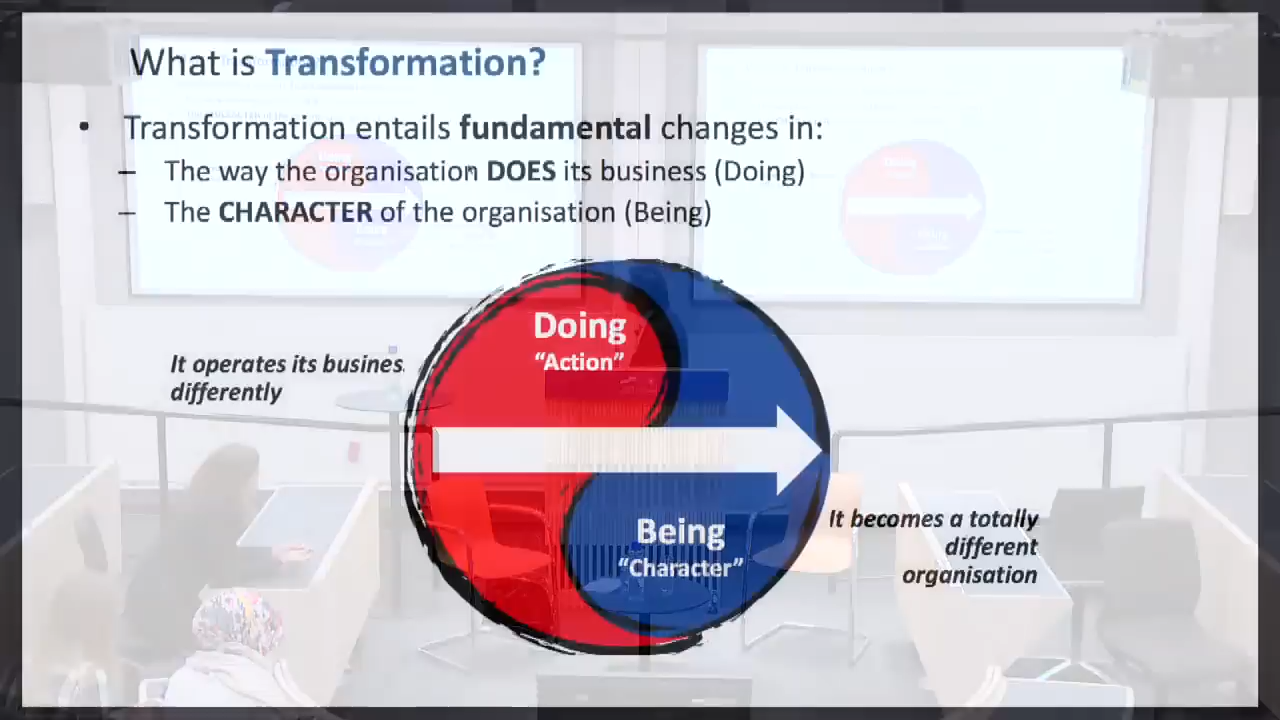 What is Transformation?
• Transformation entails fundamental changes in:
– The way the organisation DOES its business (Doing)
– The CHARACTER of the organisation (Being)
Doing
“Action”
It operates its busines
differently
Being
“Character”
It becomes a totally
different
organisation